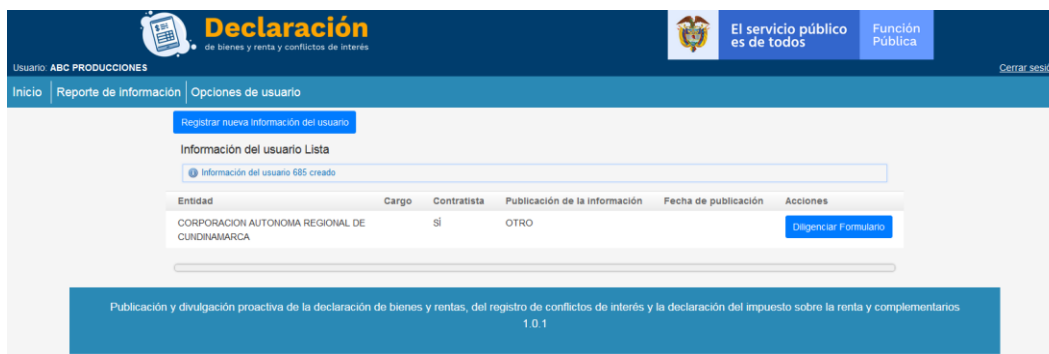 Declaración
de bienes y renta y conflictos de interés
El servicio público
es de todos
Función
Pública
Usuario: ABC PRODUCCIONES
Cerrar sesió
Inicio Reporte de información Opciones de usuario
Registrar nueva Información del usuario
Información del usuario Lista
Información del usuario 685 creado
Entidad Cargo Contratista Publicación de la información Fecha de publicación Acciones
CORPORACION AUTONOMA REGIONAL DE
CUNDINAMARCA
SÍ OTRO Diligenciar Formulario
Publicación y divulgación proactiva de la declaración de bienes y rentas, del registro de conflictos de interés y la declaración del impuesto sobre la renta y complementarios
1.0.1